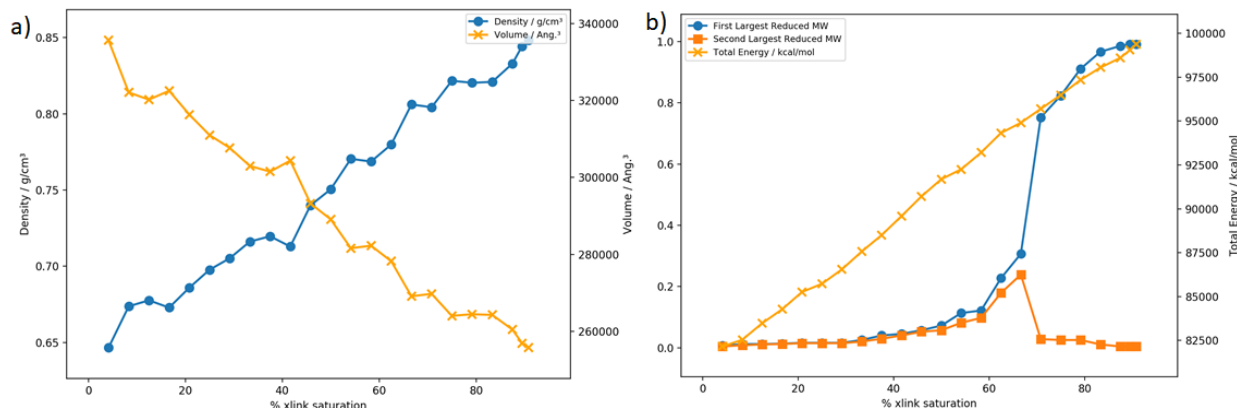 a)
Density / g/cm³
Volume / Ang.³
0.85
0.80
0.75
0.70
0.65
Density / g/cm³
340000
320000
300000
280000
260000
Volume / Ang.³
0
20
40
60
80
% xlink saturation
b)
First Largest Reduced MW
Second Largest Reduced MW
Total Energy / kcal/mol
1.0
0.8
0.6
0.4
0.2
0.0
100000
97500
95000
92500
90000
87500
85000
82500
Total Energy / kcal/mol
0
20
40
60
80
% xlink saturation